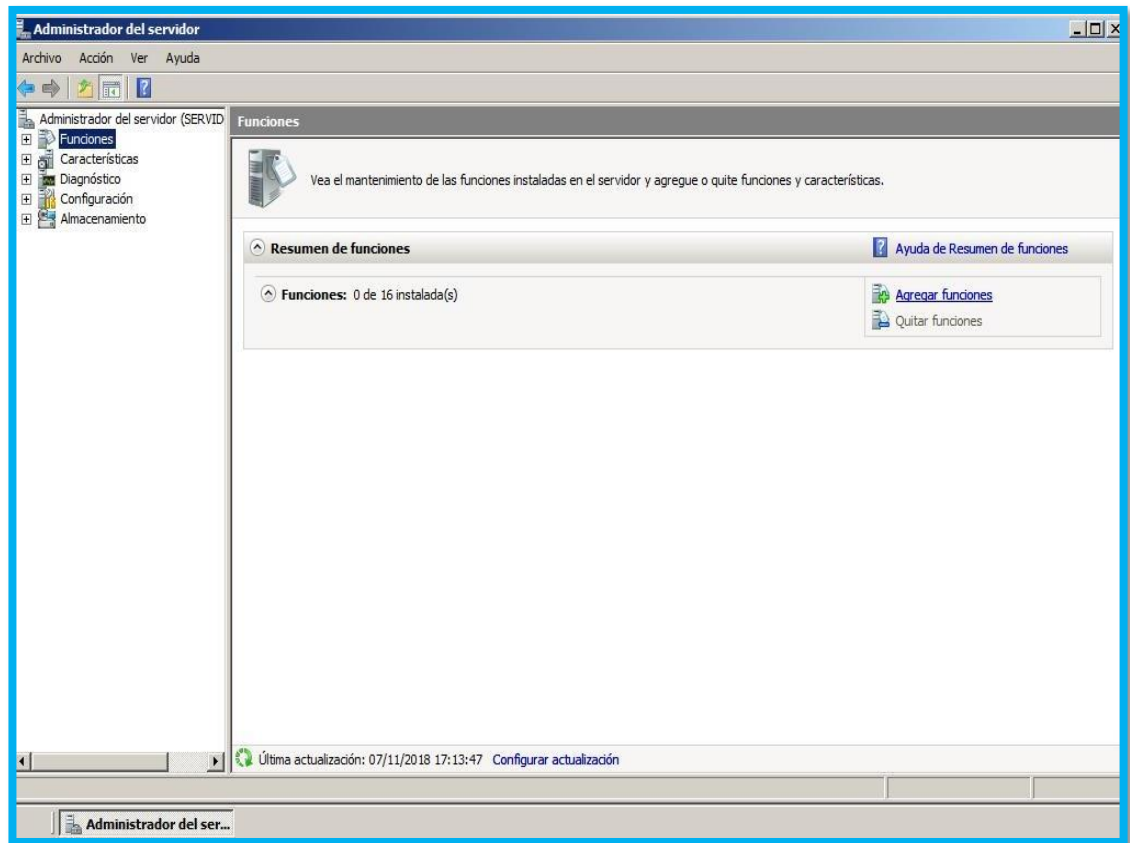 Administrador del servidor
Archivo Acción Ver Ayuda
Administrador del servidor (SERVID
Funciones
Características
Diagnóstico
Configuración
Almacenamiento
Funciones
Vea el mantenimiento de las funciones instaladas en el servidor y agregue o quite funciones y características.
Resumen de funciones
Ayuda de Resumen de funciones
Funciones: 0 de 16 instalada(s)
Agregar funciones
Quitar funciones
Última actualización: 07/11/2018 17:13:47 Configurar actualización
Administrador del ser...